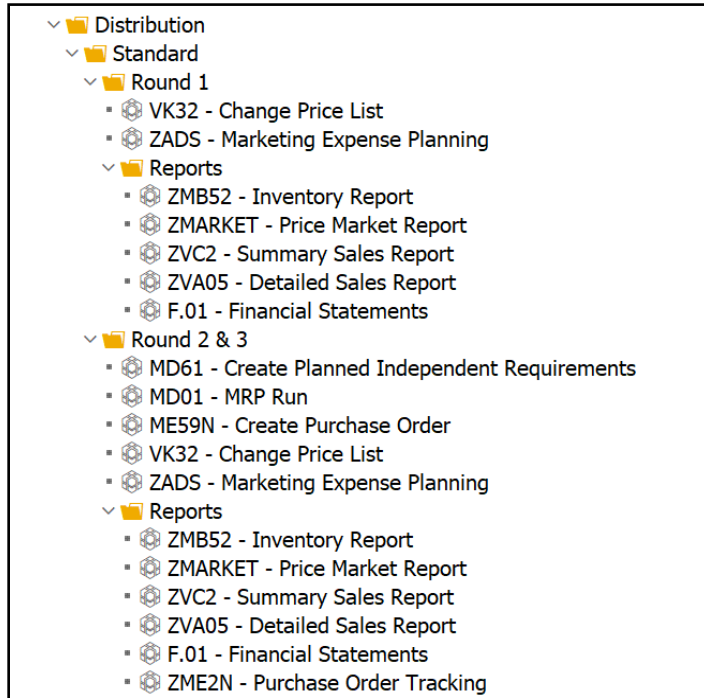 Distribution
Standard
Round 1
VK32 - Change Price List
ZADS - Marketing Expense Planning
Reports
ZMB52 - Inventory Report
ZMARKET - Price Market Report
ZVC2 - Summary Sales Report
ZVA05 - Detailed Sales Report
F.01 - Financial Statements
Round 2 & 3
MD61 - Create Planned Independent Requirements
MD01 - MRP Run
ME59N - Create Purchase Order
VK32 - Change Price List
ZADS - Marketing Expense Planning
Reports
ZMB52 - Inventory Report
ZMARKET - Price Market Report
ZVC2 - Summary Sales Report
ZVA05 - Detailed Sales Report
F.01 - Financial Statements
ZME2N - Purchase Order Tracking